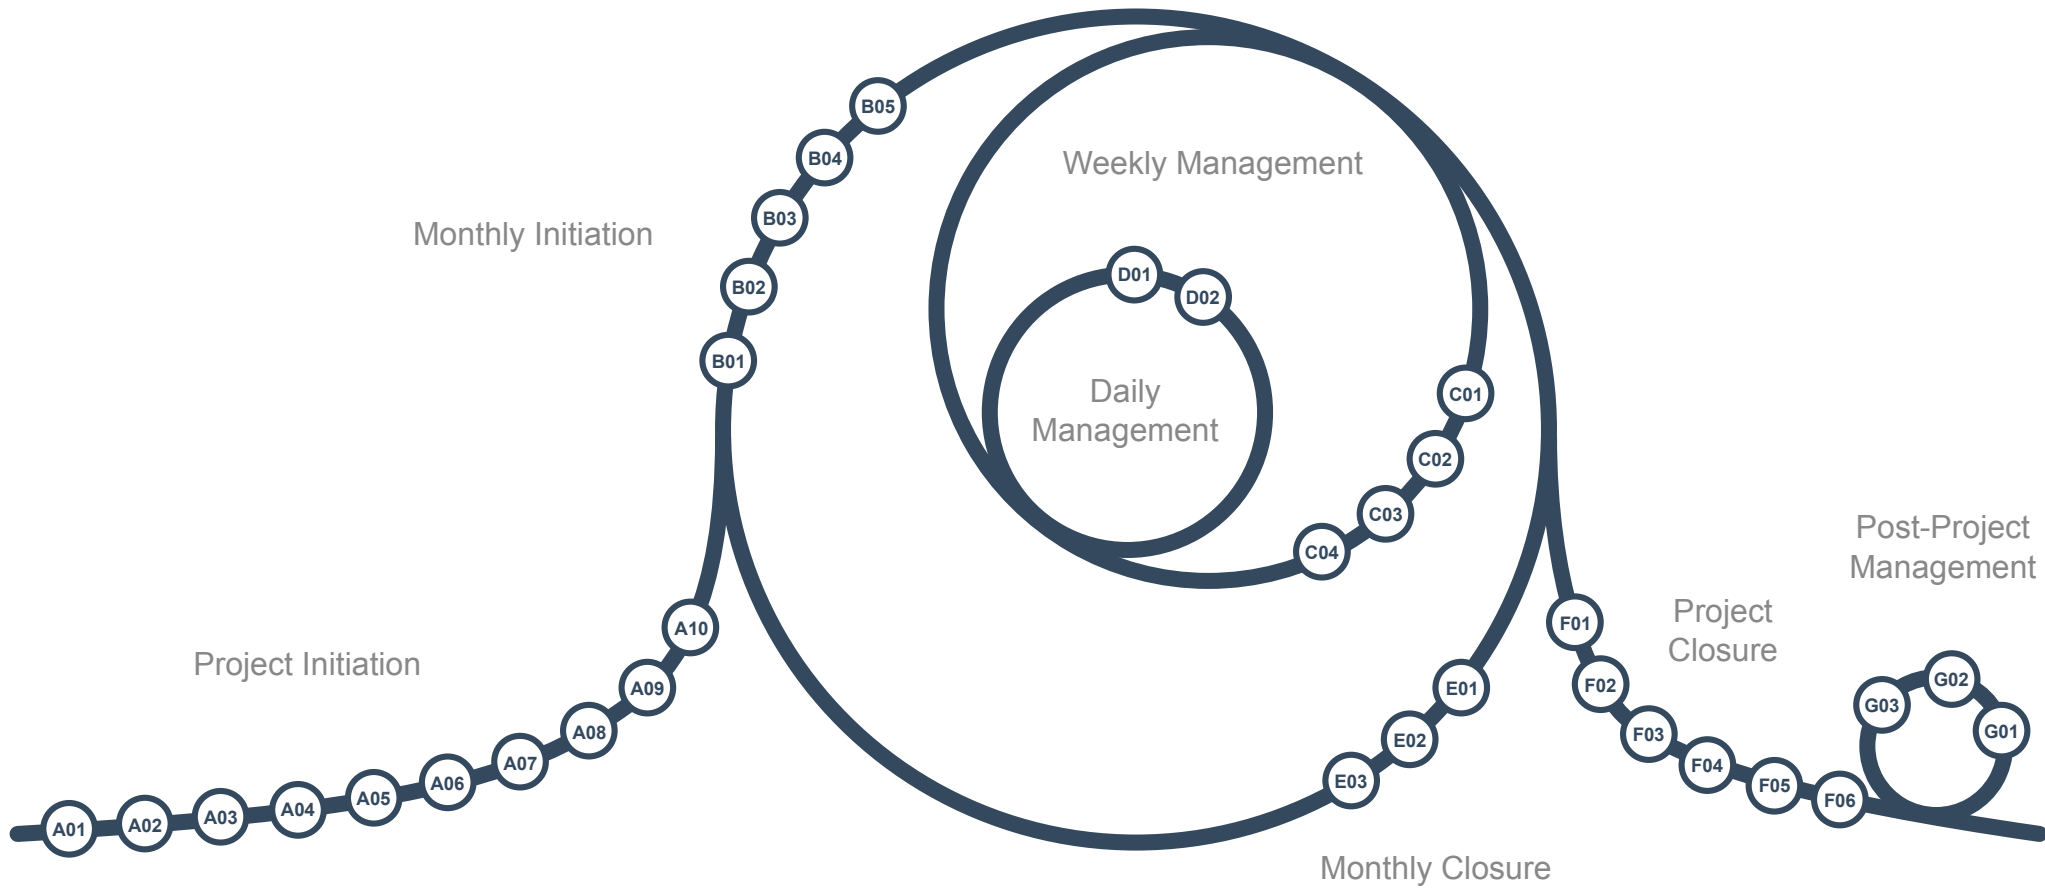 Project Initiation
A01
A02
A03
A04
A05
A06
A07
A08
A09
A10
Monthly Initiation
B01
B02
B03
B04
B05
Weekly Management
C01
C02
C03
C04
Daily
Management
D01
D02
Monthly Closure
E01
E02
E03
Project
Closure
F01
F02
F03
F04
F05
F06
Post-Project
Management
G01
G02
G03